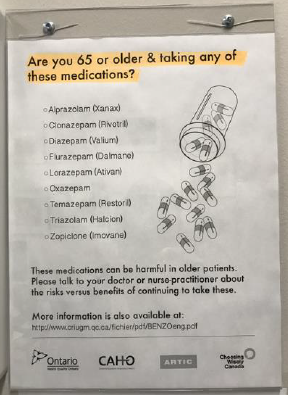 Are you 65 or older & taking any of
these medications?
Alprazolam (Xanax)
Clonazepam (Rivotril)
Diazepam (Valium)
Flurazepam (Dalmane)
Lorazepam (Ativan)
Oxazepam
Temazepam (Restoril)
Triazolam (Halcion)
Zopiclone (Imovane)
These medications can be harmful in older patients.
Please talk to your doctor or nurse-practitioner about
the risks versus benefits of continuing to take these.
More information is also available at:
http://www.criugm.qc.ca/fichier/pdf/BENZOeng.pdf
Ontario
CAHO
ARTIC
Choosing
Wisely
Canada